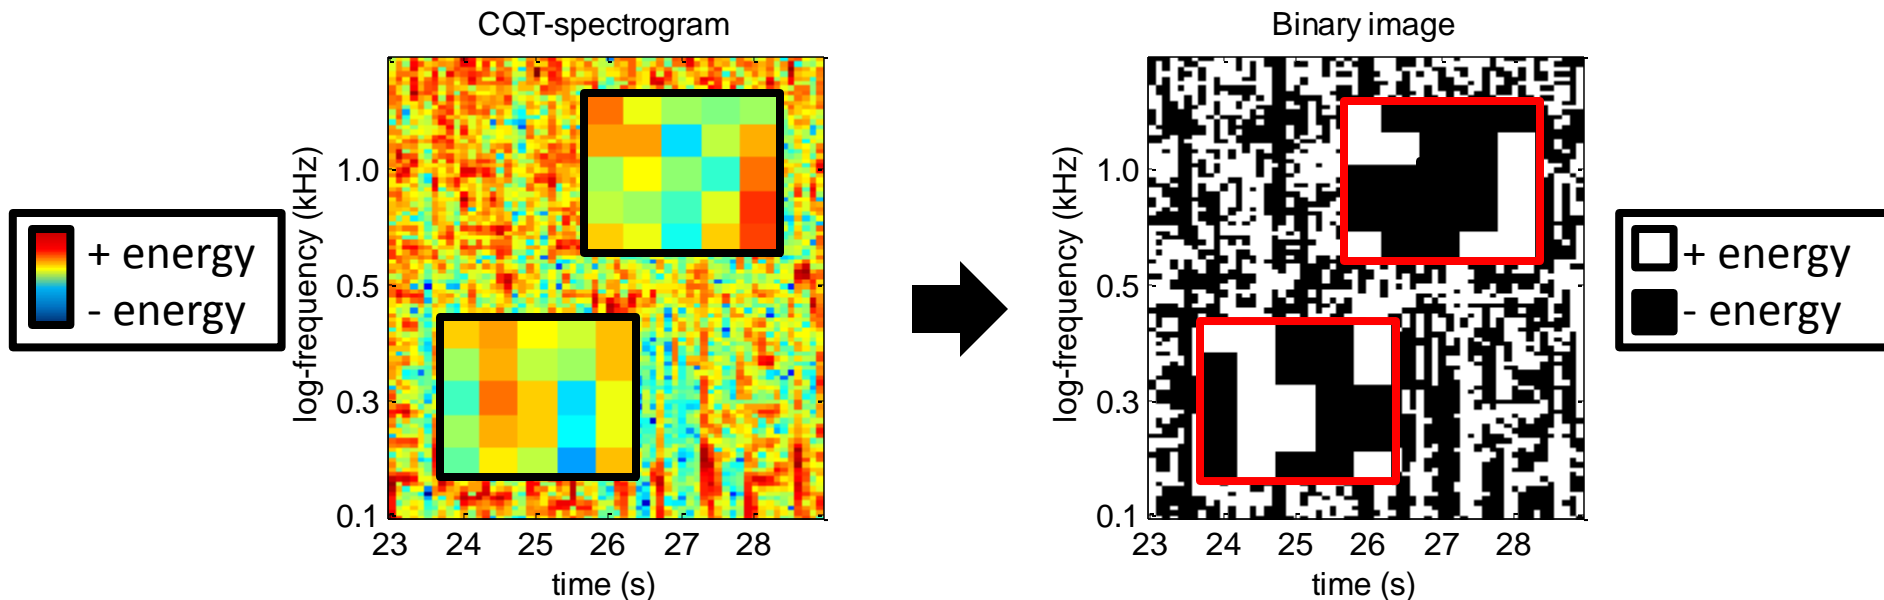 CQT-spectrogram
+ energy
- energy
log-frequency (kHz)
1.0
0.5
0.3
0.1
23 24 25 26 27 28
time (s)
Binary image
log-frequency (kHz)
1.0
0.5
0.3
0.1
23 24 25 26 27 28
time (s)
+ energy
- energy